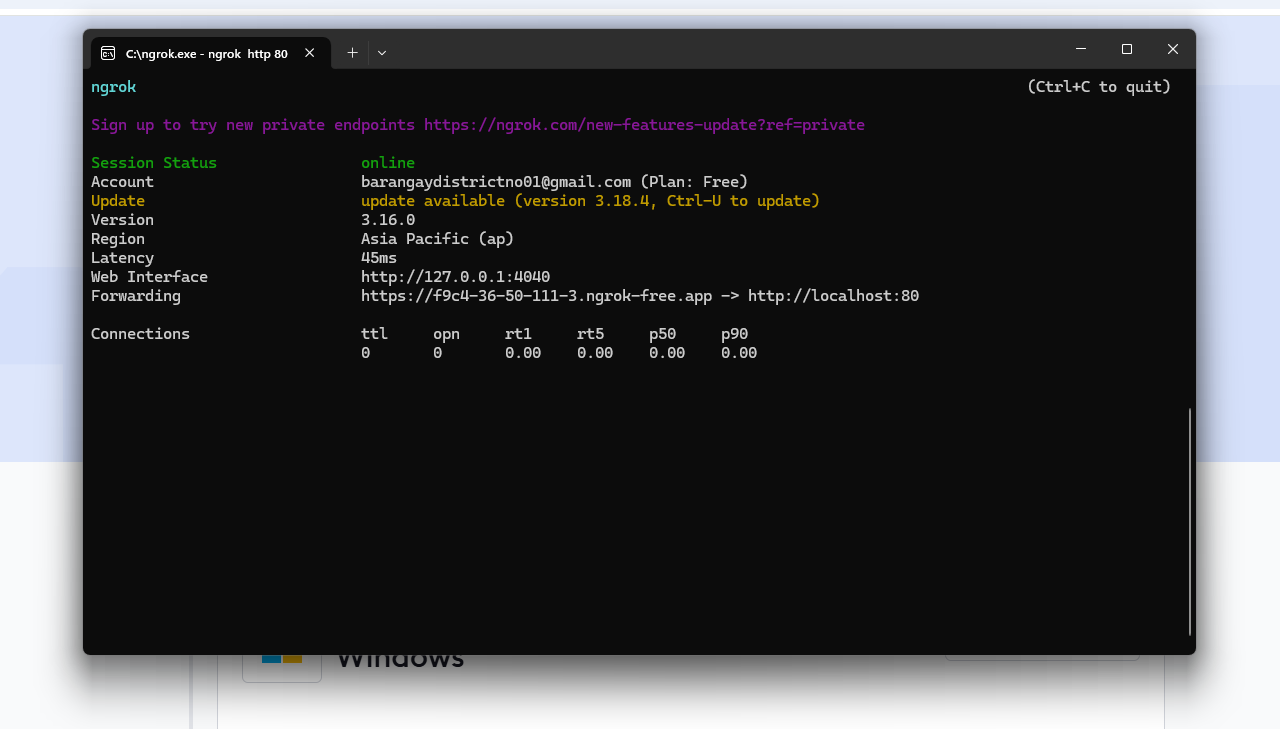 C:\ngrok.exe - ngrok  http 80
ngrok (Ctrl+C to quit)
Sign up to try new private endpoints https://ngrok.com/new-features-update?ref=private
Session Status online
Account barangaydistrictno01@gmail.com (Plan: Free)
Update update available (version 3.18.4, Ctrl-U to update)
Version 3.16.0
Region Asia Pacific (ap)
Latency 45ms
Web Interface http://127.0.0.1:4040
Forwarding https://f9c4-36-50-111-3.ngrok-free.app -> http://localhost:80
Connections ttl opn rt1 rt5 p50 p90
0 0 0.00 0.00 0.00 0.00
Windows